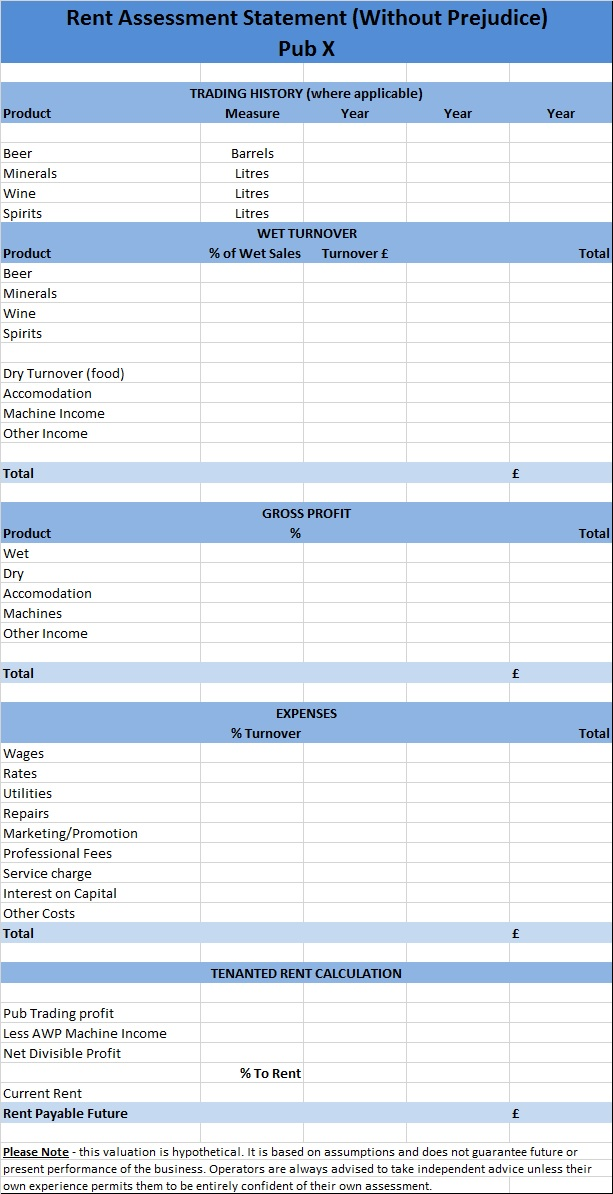 Rent Assessment Statement (Without Prejudice)
Pub X
TRADING HISTORY (where applicable)
Product Measure Year Year Year
Beer Barrels
Minerals Litres
Wine Litres
Spirits Litres
WET TURNOVER
Product % of Wet Sales Turnover £ Total
Beer
Minerals
Wine
Spirits
Dry Turnover (food)
Accomodation
Machine Income
Other Income
Total £
GROSS PROFIT
Product % Total
Wet
Dry
Accomodation
Machines
Other Income
Total £
EXPENSES
% Turnover Total
Wages
Rates
Utilities
Repairs
Marketing/Promotion
Professional Fees
Service charge
Interest on Capital
Other Costs
Total £
TENANTED RENT CALCULATION
Pub Trading profit
Less AWP Machine Income
Net Divisible Profit
% To Rent
Current Rent
Rent Payable Future £
Please Note - this valuation is hypothetical. It is based on assumptions and does not guarantee future or
present performance of the business. Operators are always advised to take independent advice unless their
own experience permits them to be entirely confident of their own assessment.